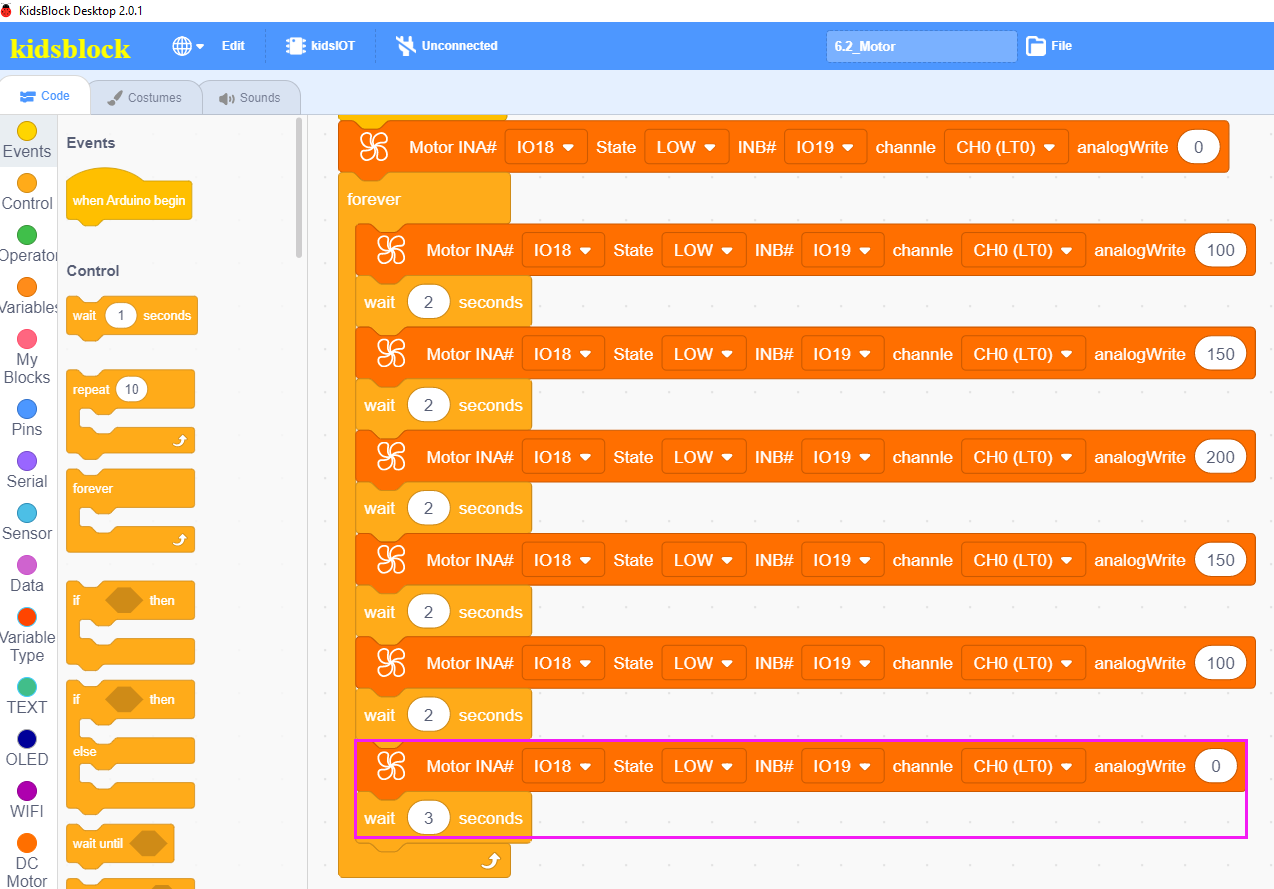 KidsBlock Desktop 2.0.1
kidsblock Edit kidsIOT Unconnected 6.2_Motor File
Code Costumes Sounds
Events
Control
Operator
Variables
My
Blocks
Pins
Serial
Sensor
Data
Variable
Type
TEXT
OLED
WIFI
DC
Motor
Events
when Arduino begin
Control
wait 1 seconds
repeat 10
forever
if then
if then
else
wait until
Motor INA# IO18 State LOW INB# IO19 channle CH0 (LT0) analogWrite 0
forever
Motor INA# IO18 State LOW INB# IO19 channle CH0 (LT0) analogWrite 100
wait 2 seconds
Motor INA# IO18 State LOW INB# IO19 channle CH0 (LT0) analogWrite 150
wait 2 seconds
Motor INA# IO18 State LOW INB# IO19 channle CH0 (LT0) analogWrite 200
wait 2 seconds
Motor INA# IO18 State LOW INB# IO19 channle CH0 (LT0) analogWrite 150
wait 2 seconds
Motor INA# IO18 State LOW INB# IO19 channle CH0 (LT0) analogWrite 100
wait 2 seconds
Motor INA# IO18 State LOW INB# IO19 channle CH0 (LT0) analogWrite 0
wait 3 seconds